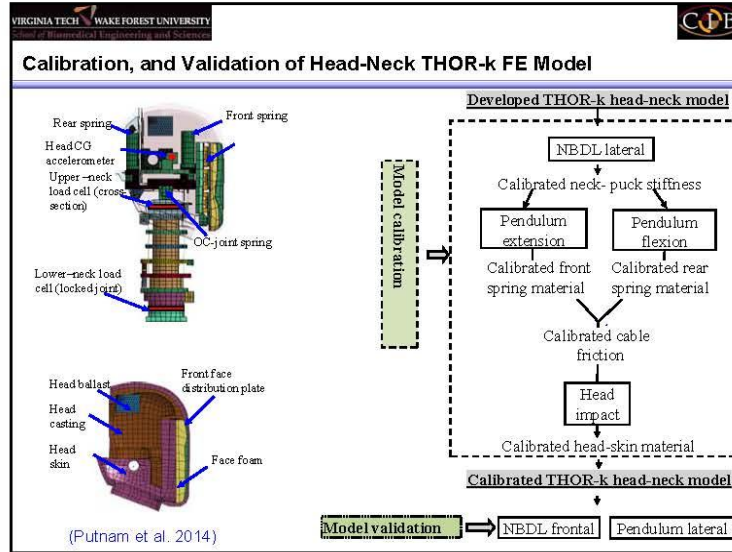 VIRGINIA TECH WAKE FOREST UNIVERSITY
School of Biomedical Engineering and Sciences
CIB
Calibration, and Validation of Head-Neck THOR-k FE Model
Rear spring
Front spring
Head CG
accelerometer
Upper –neck
load cell (cross-
section)
OC-joint spring
Lower–neck load
cell (locked joint)
Head ballast
Head
casting
Head
skin
Front face
distribution plate
Face foam
(Putnam et al. 2014)
Developed THOR-k head-neck model
Model calibration
NBDL lateral
Calibrated neck- puck stiffness
Pendulum
extension
Pendulum
flexion
Calibrated front
spring material
Calibrated rear
spring material
Calibrated cable
friction
Head
impact
Calibrated head-skin material
Calibrated THOR-k head-neck model
Model validation
NBDL frontal
Pendulum lateral